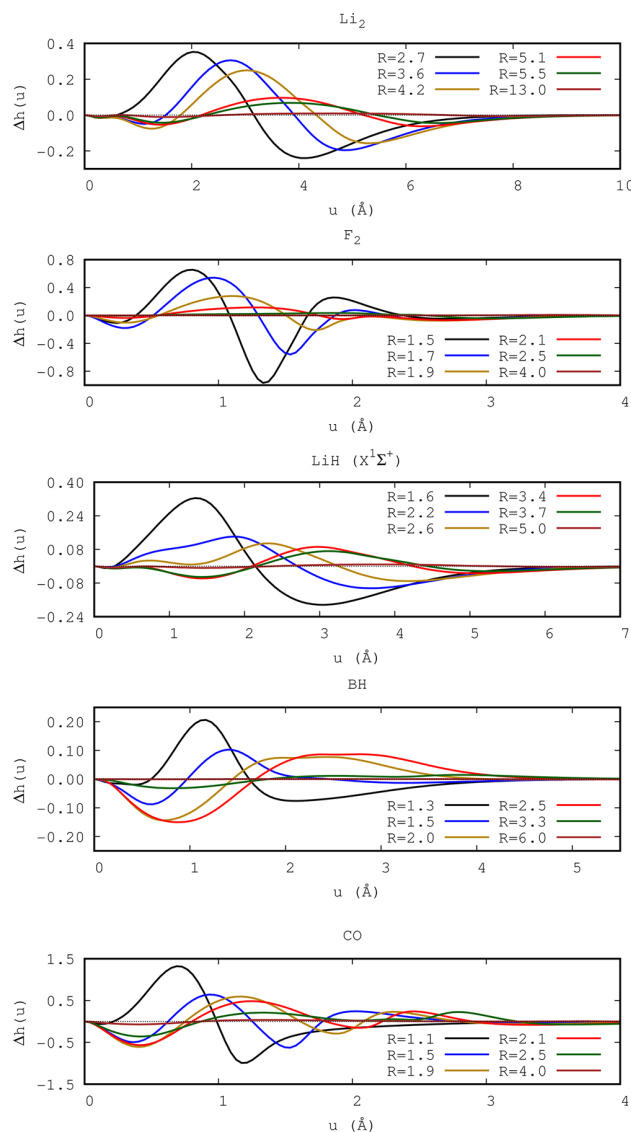 Li₂
0.4
0.2
0.0
-0.2
Δh(u)
R=2.7
R=3.6
R=4.2
R=5.1
R=5.5
R=13.0
0 2 4 6 8 10
u (Å)
F₂
0.8
0.4
0.0
-0.4
-0.8
Δh(u)
R=1.5
R=1.7
R=1.9
R=2.1
R=2.5
R=4.0
0 1 2 3 4
u (Å)
LiH (X¹Σ⁺)
0.40
0.24
0.08
-0.08
-0.24
Δh(u)
R=1.6
R=2.2
R=2.6
R=3.4
R=3.7
R=5.0
0 1 2 3 4 5 6 7
u (Å)
BH
0.20
0.10
0.00
-0.10
-0.20
Δh(u)
R=1.3
R=1.5
R=2.0
R=2.5
R=3.3
R=6.0
0 1 2 3 4 5
u (Å)
CO
1.5
0.5
-0.5
-1.5
Δh(u)
R=1.1
R=1.5
R=1.9
R=2.1
R=2.5
R=4.0
0 1 2 3 4
u (Å)